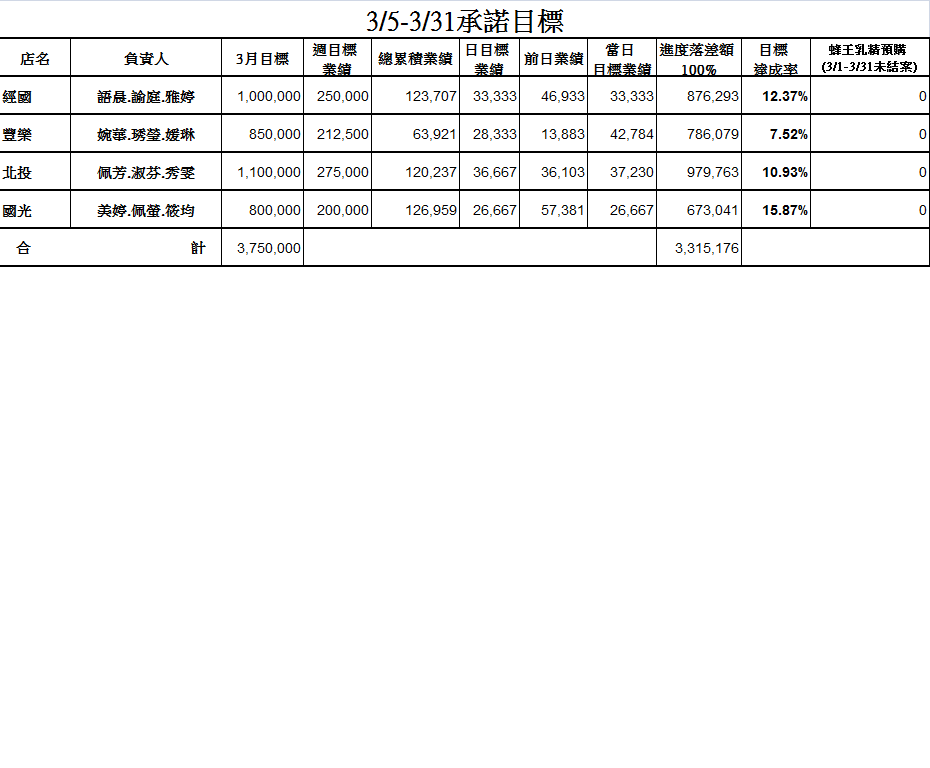 3/5-3/31承諾目標
店名 負責人 3月目標 週目標業績 總累積業績 日目標業績 前日業績 當日目標業績 進度落差額100% 目標達成率 蜂王乳精預購(3/1-3/31未結案)
經國 語晨.諭庭.雅婷 1,000,000 250,000 123,707 33,333 46,933 33,333 876,293 12.37% 0
豐樂 婉華.琇瑩.媛琳 850,000 212,500 63,921 28,333 13,883 42,784 786,079 7.52% 0
北投 佩芳.淑芬.秀雯 1,100,000 275,000 120,237 36,667 36,103 37,230 979,763 10.93% 0
國光 美婷.佩螢.筱均 800,000 200,000 126,959 26,667 57,381 26,667 673,041 15.87% 0
合 計 3,750,000 3,315,176